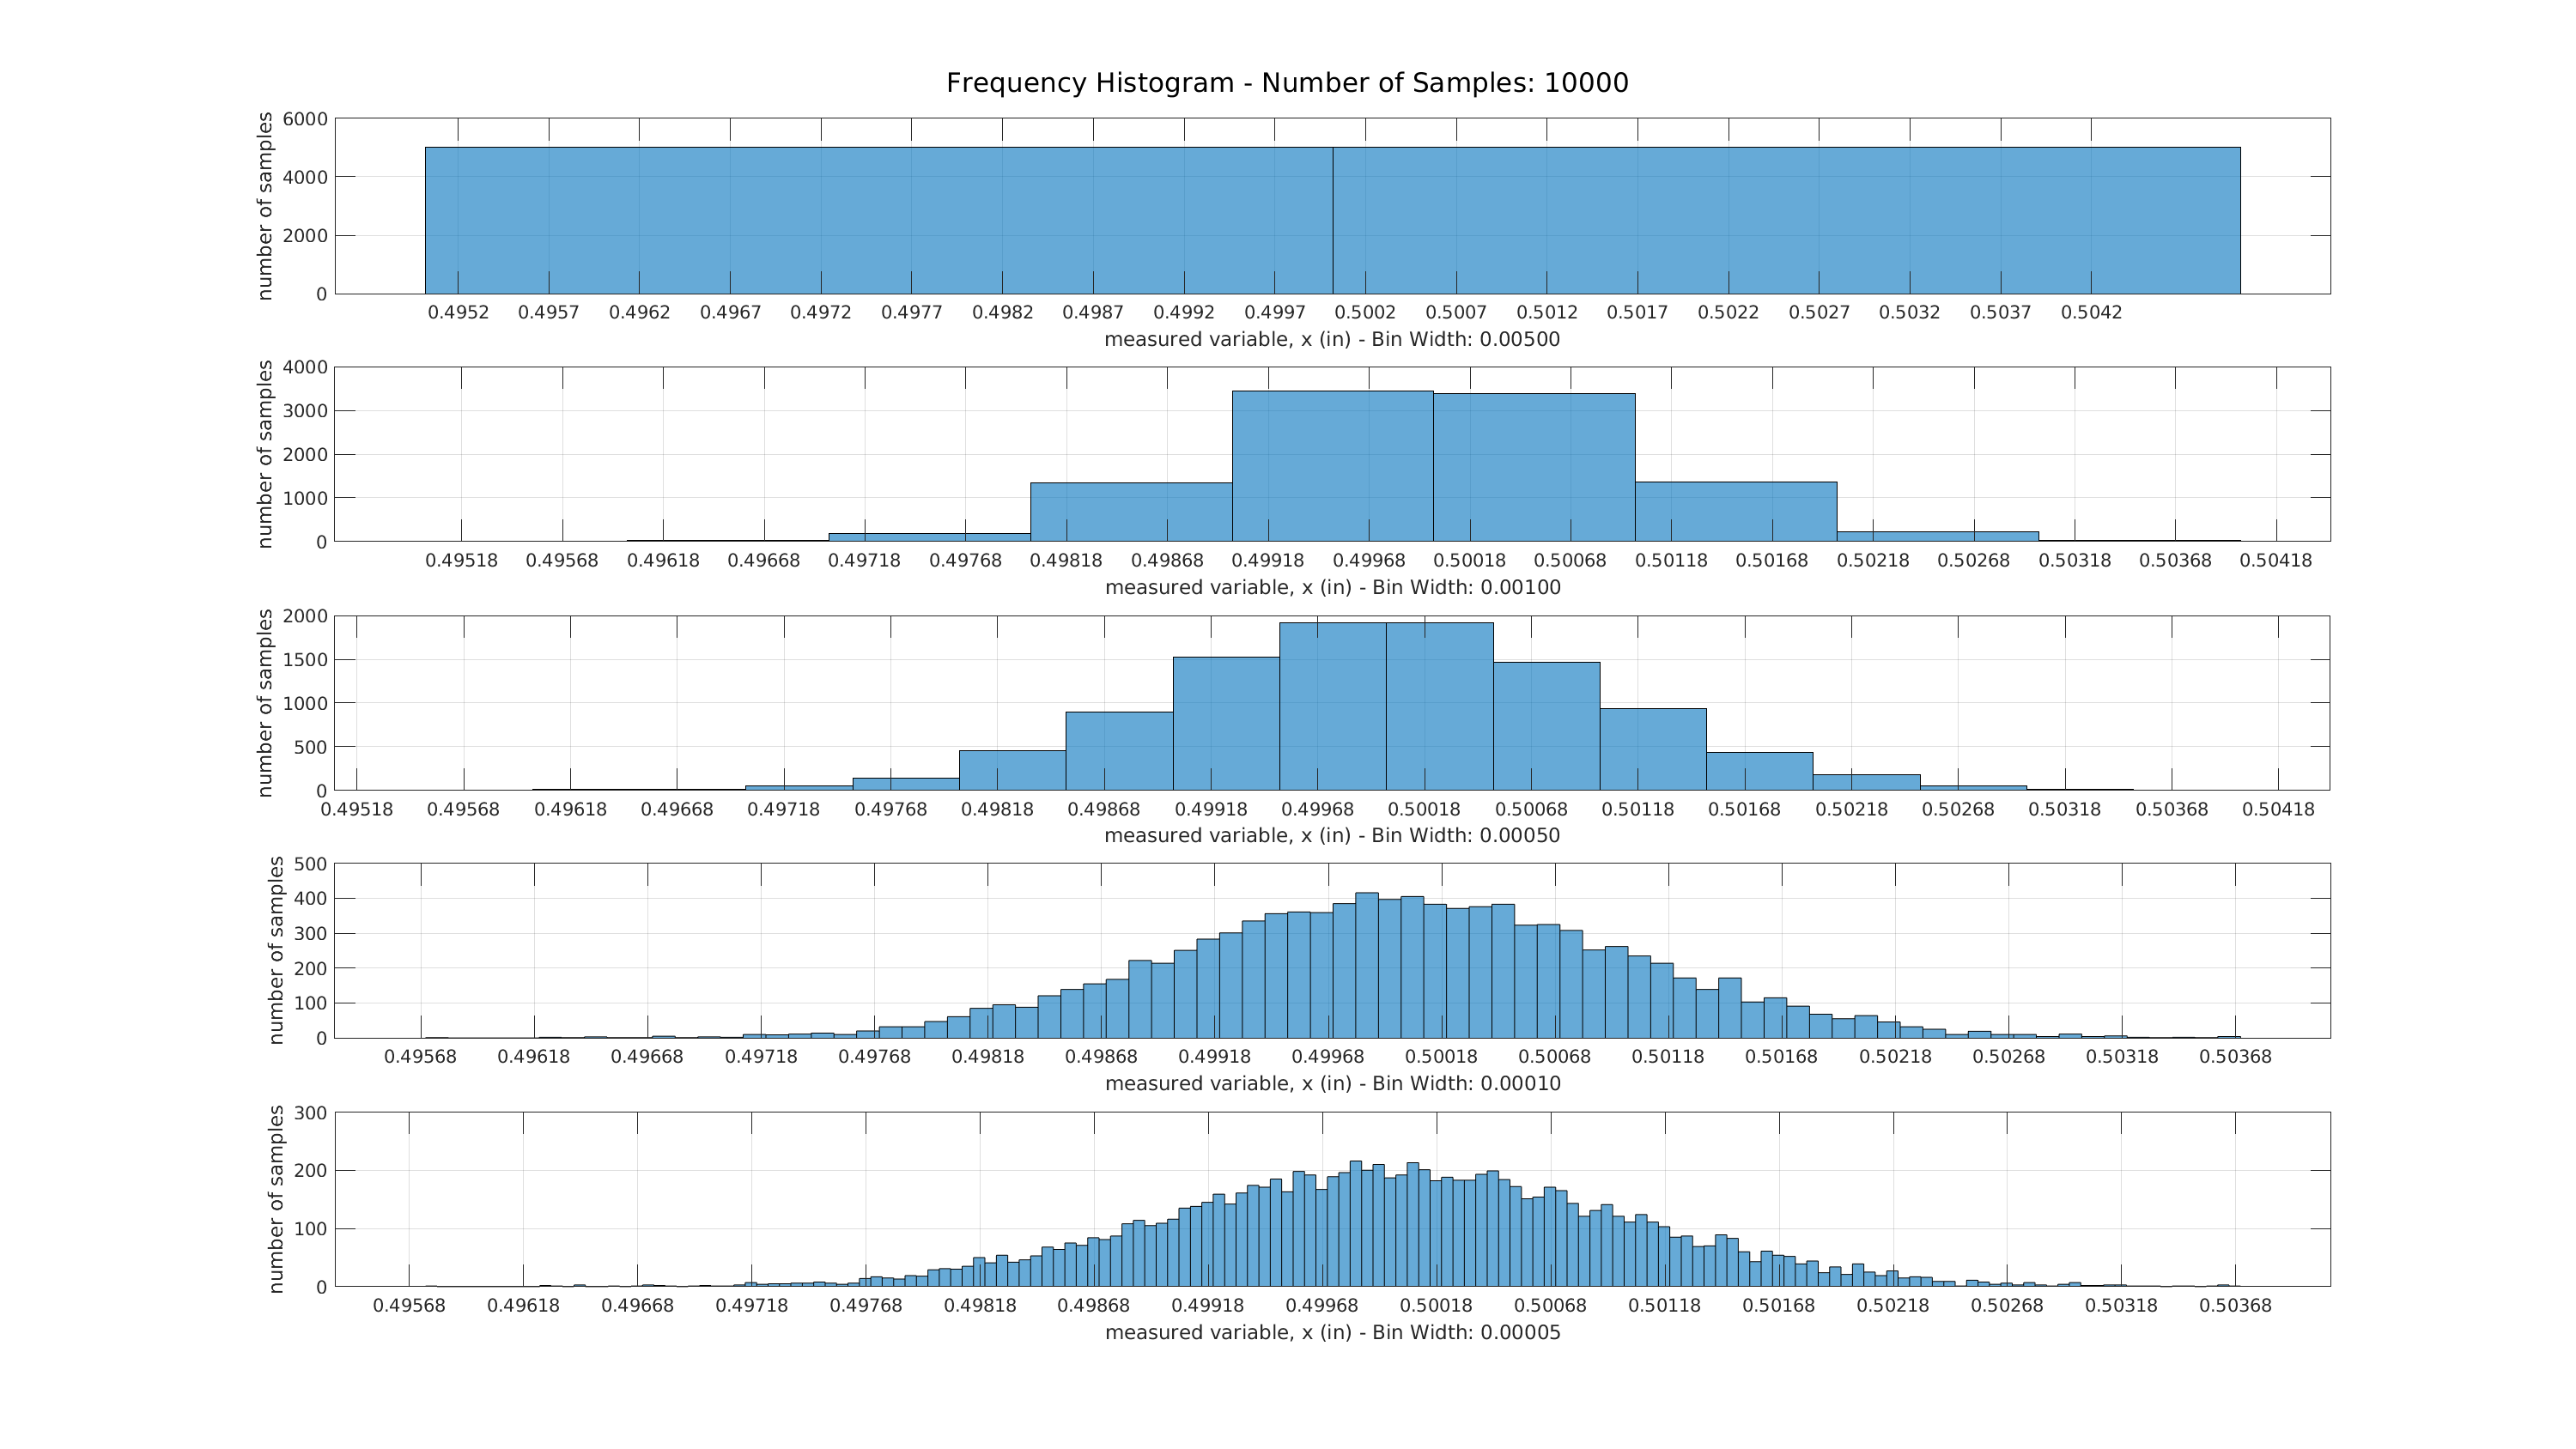 Frequency Histogram - Number of Samples: 10000
number of samples
6000
4000
2000
0
0.4952 0.4957 0.4962 0.4967 0.4972 0.4977 0.4982 0.4987 0.4992 0.4997 0.5002 0.5007 0.5012 0.5017 0.5022 0.5027 0.5032 0.5037 0.5042
measured variable, x (in) - Bin Width: 0.00500
number of samples
4000
3000
2000
1000
0
0.49518 0.49568 0.49618 0.49668 0.49718 0.49768 0.49818 0.49868 0.49918 0.49968 0.50018 0.50068 0.50118 0.50168 0.50218 0.50268 0.50318 0.50368 0.50418
measured variable, x (in) - Bin Width: 0.00100
number of samples
2000
1500
1000
500
0
0.49518 0.49568 0.49618 0.49668 0.49718 0.49768 0.49818 0.49868 0.49918 0.49968 0.50018 0.50068 0.50118 0.50168 0.50218 0.50268 0.50318 0.50368 0.50418
measured variable, x (in) - Bin Width: 0.00050
number of samples
500
400
300
200
100
0
0.49568 0.49618 0.49668 0.49718 0.49768 0.49818 0.49868 0.49918 0.49968 0.50018 0.50068 0.50118 0.50168 0.50218 0.50268 0.50318 0.50368
measured variable, x (in) - Bin Width: 0.00010
number of samples
300
200
100
0
0.49568 0.49618 0.49668 0.49718 0.49768 0.49818 0.49868 0.49918 0.49968 0.50018 0.50068 0.50118 0.50168 0.50218 0.50268 0.50318 0.50368
measured variable, x (in) - Bin Width: 0.00005